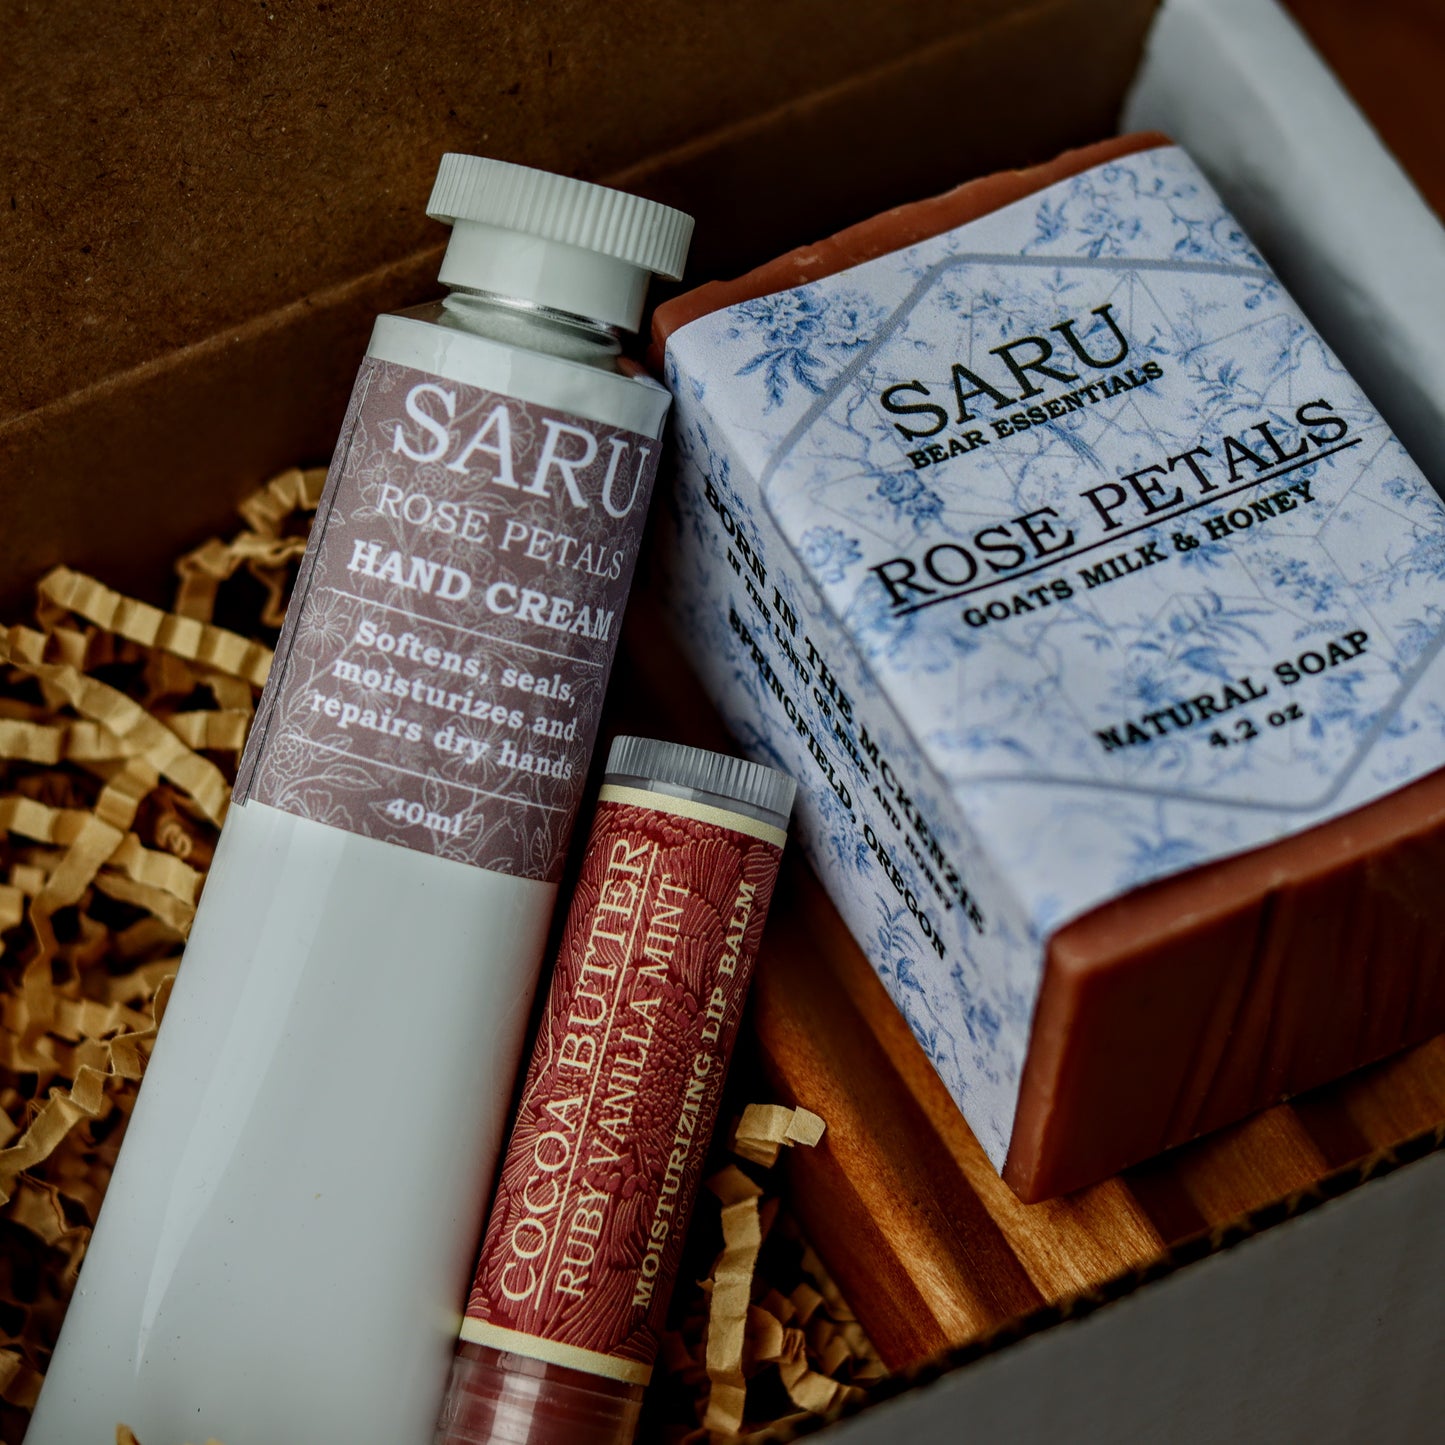 SARU
ROSE PETALS
HAND CREAM
Softens, seals,
moisturizes and
repairs dry hands
40ml
COCOA BUTTER
RUBY VANILLA MINT
MOISTURIZING LIP BALM
SARU
BEAR ESSENTIALS
ROSE PETALS
GOATS MILK & HONEY
NATURAL SOAP
4.2 oz
BORN IN THE MCKENZIE
IN THE LAND OF MILK AND HONEY
SPRINGFIELD, OREGON